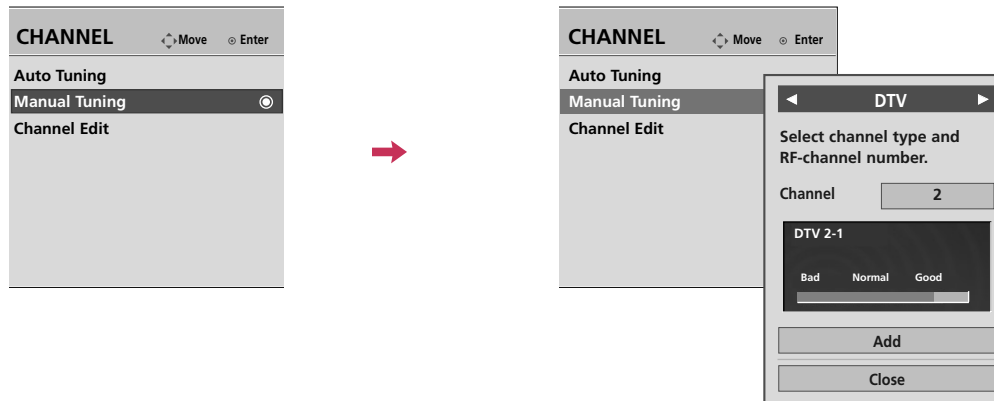 CHANNEL Move Enter
Auto Tuning
Manual Tuning
Channel Edit
CHANNEL Move Enter
Auto Tuning
Manual Tuning
Channel Edit
◄ DTV ►
Select channel type and
RF-channel number.
Channel 2
DTV 2-1
Bad Normal Good
Add
Close